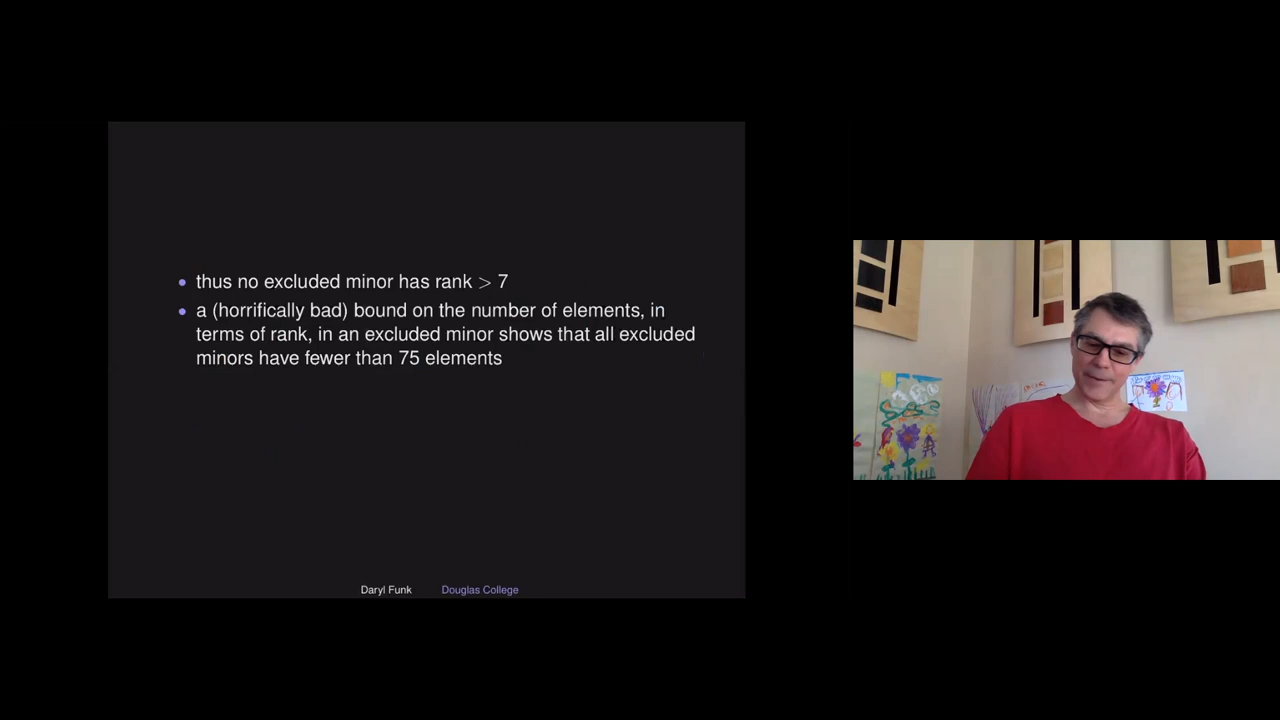 • thus no excluded minor has rank > 7
• a (horrifically bad) bound on the number of elements, in
terms of rank, in an excluded minor shows that all excluded
minors have fewer than 75 elements
Daryl Funk Douglas College